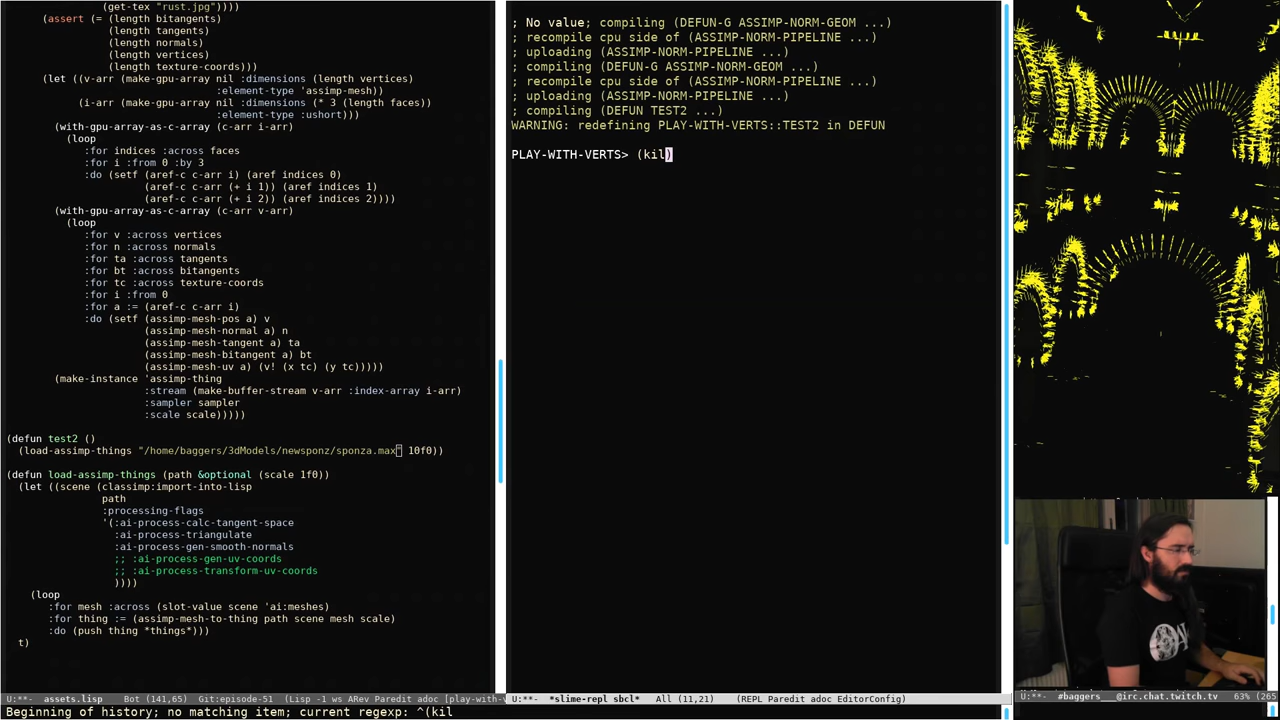 (get-tex "rust.jpg"))))
(assert (= (length bitangents)
(length tangents)
(length normals)
(length vertices)
(length texture-coords)))
(let ((v-arr (make-gpu-array nil :dimensions (length vertices)
:element-type 'assimp-mesh))
(i-arr (make-gpu-array nil :dimensions (* 3 (length faces))
:element-type :ushort)))
(with-gpu-array-as-c-array (c-arr i-arr)
(loop
:for indices :across faces
:for i :from 0 :by 3
:do (setf (aref-c c-arr i) (aref indices 0)
(aref-c c-arr (+ i 1)) (aref indices 1)
(aref-c c-arr (+ i 2)) (aref indices 2))))
(with-gpu-array-as-c-array (c-arr v-arr)
(loop
:for v :across vertices
:for n :across normals
:for ta :across tangents
:for bt :across bitangents
:for tc :across texture-coords
:for i :from 0
:for a := (aref-c c-arr i)
:do (setf (assimp-mesh-pos a) v
(assimp-mesh-normal a) n
(assimp-mesh-tangent a) ta
(assimp-mesh-bitangent a) bt
(assimp-mesh-uv a) (v! (x tc) (y tc)))))
(make-instance 'assimp-thing
:stream (make-buffer-stream v-arr :index-array i-arr)
:sampler sampler
:scale scale)))))
(defun test2 ()
(load-assimp-things "/home/baggers/3dModels/newsponz/sponza.max" 10f0))
(defun load-assimp-things (path &optional (scale 1f0))
(let ((scene (classimp:import-into-lisp
path
:processing-flags
'(:ai-process-calc-tangent-space
:ai-process-triangulate
:ai-process-gen-smooth-normals
;; :ai-process-gen-uv-coords
;; :ai-process-transform-uv-coords
))))
(loop
:for mesh :across (slot-value scene 'ai:meshes)
:for thing := (assimp-mesh-to-thing path scene mesh scale)
:do (push thing *things*)))
t)
U:**- assets.lisp Bot (141,65) Git:episode-51 (Lisp -1 ws ARev Paredit adoc [play-with-v
; No value; compiling (DEFUN-G ASSIMP-NORM-GEOM ...)
; recompile cpu side of (ASSIMP-NORM-PIPELINE ...)
; uploading (ASSIMP-NORM-PIPELINE ...)
; compiling (DEFUN-G ASSIMP-NORM-GEOM ...)
; recompile cpu side of (ASSIMP-NORM-PIPELINE ...)
; uploading (ASSIMP-NORM-PIPELINE ...)
; compiling (DEFUN TEST2 ...)
WARNING: redefining PLAY-WITH-VERTS::TEST2 in DEFUN
PLAY-WITH-VERTS> (kil)
U:**- *slime-repl sbcl* All (11,21) (REPL Paredit adoc EditorConfig)
U:**- #baggers___@irc.chat.twitch.tv 63% (265
Beginning of history; no matching item; current regexp: ^(kil